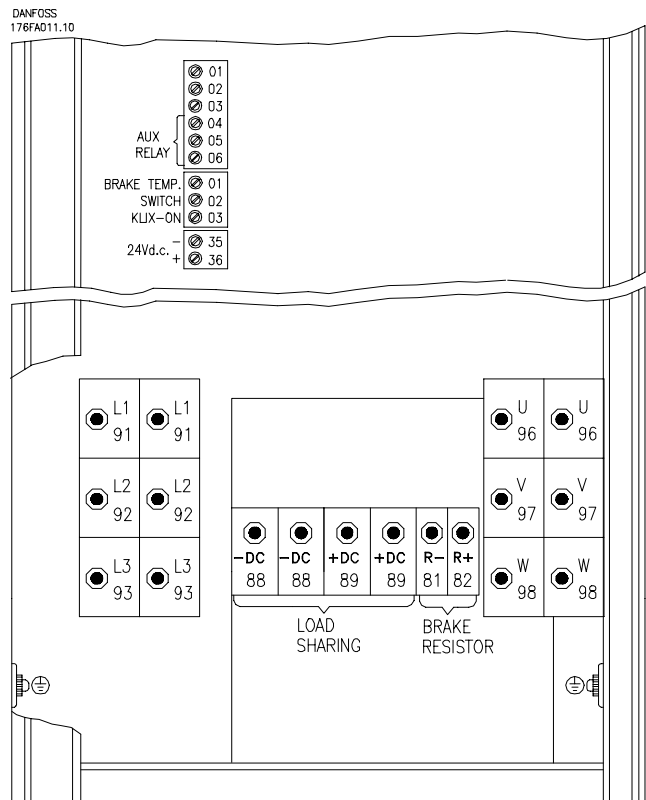 DANFOSS
176FA011.10
01
02
03
04
AUX 05
RELAY 06
BRAKE TEMP. 01
SWITCH 02
KLIX-ON 03
24Vd.c. - 35
+ 36
L1 L1 U U
91 91 96 96
L2 L2 V V
92 92 97 97
-DC -DC +DC +DC R- R+
88 88 89 89 81 82
L3 L3 W W
93 93 98 98
LOAD BRAKE
SHARING RESISTOR